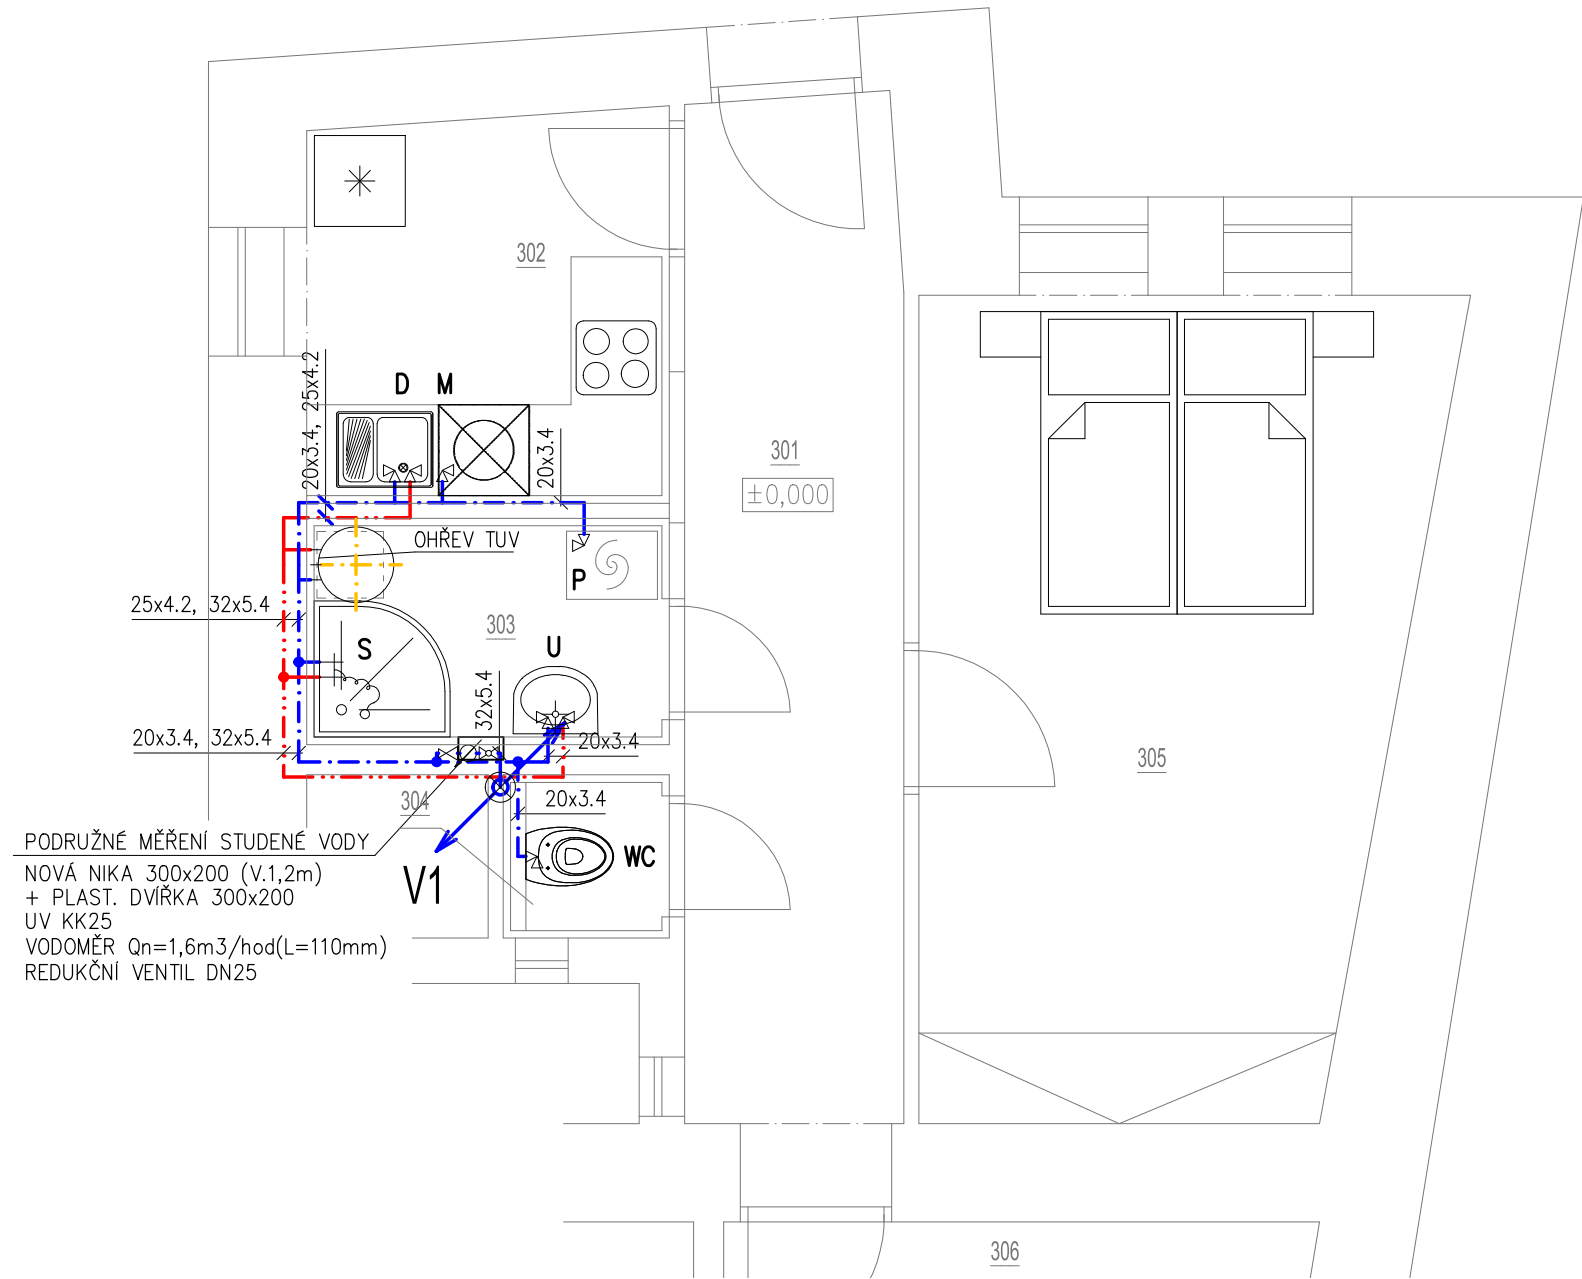 302
20x3.4, 25x4.2
D M
20x3.4
301
±0,000
OHŘEV TUV
P
25x4.2, 32x5.4
303
S
U
32x5.4
20x3.4, 32x5.4
20x3.4
305
304
20x3.4
PODRUŽNÉ MĚŘENÍ STUDENÉ VODY
NOVÁ NIKA 300x200 (V.1,2m)
+ PLAST. DVÍŘKA 300x200
UV KK25
VODOMĚR Qn=1,6m3/hod(L=110mm)
REDUKČNÍ VENTIL DN25
V1
WC
306